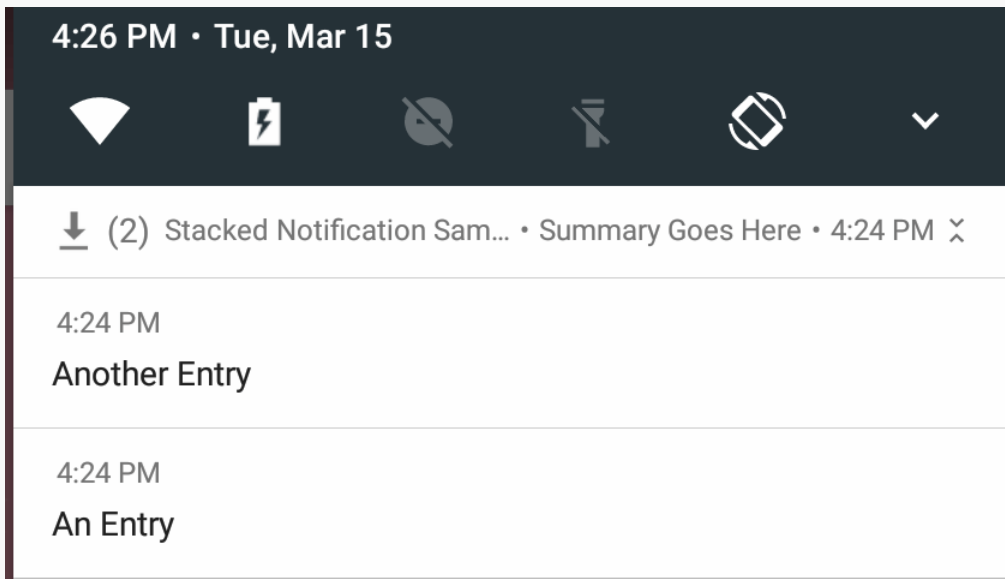 4:26 PM • Tue, Mar 15
(2) Stacked Notification Sam... • Summary Goes Here • 4:24 PM
4:24 PM
Another Entry
4:24 PM
An Entry